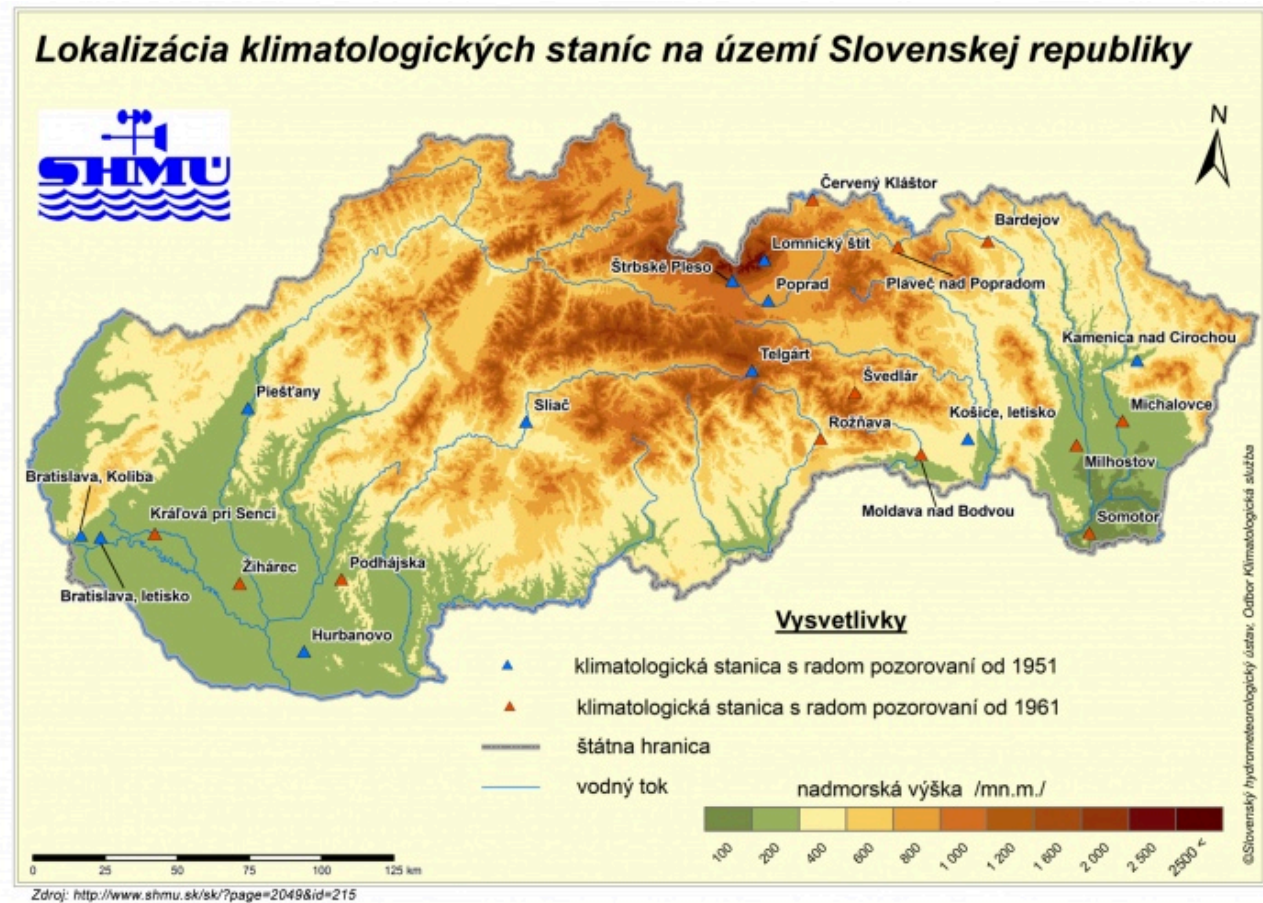 Lokalizácia klimatologických staníc na území Slovenskej republiky
SHMÚ
N
Červený Kláštor
Bardejov
Lomnický štít
Štrbské Pleso
Poprad
Plaveč nad Popradom
Kamenica nad Cirochou
Telgárt
Švedlár
Piešťany
Sliač
Michalovce
Rožňava
Košice, letisko
Milhostov
Bratislava, Koliba
Kráľová pri Senci
Moldava nad Bodvou
Somotor
Žihárec
Podhájska
Bratislava, letisko
Hurbanovo
Vysvetlivky
klimatologická stanica s radom pozorovaní od 1951
klimatologická stanica s radom pozorovaní od 1961
štátna hranica
vodný tok
nadmorská výška /mn.m./
100 200 400 600 800 1 000 1 200 1 600 2 000 2 500 2500 <
0 25 50 75 100 125 km
©Slovenský hydrometeorologický ústav, Odbor Klimatologická služba
Zdroj: http://www.shmu.sk/sk/?page=2049&id=215